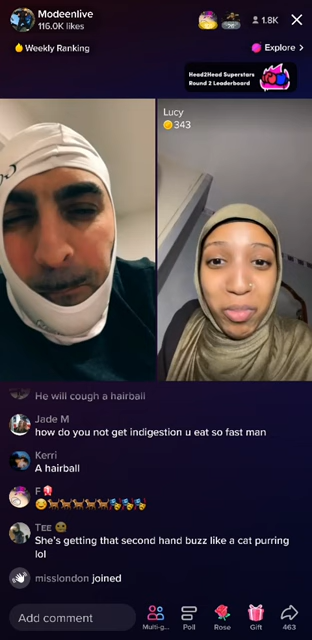 Modeenlive
116.0K likes
1.8K
Weekly Ranking
Explore >
Head2Head Superstars
Round 2 Leaderboard
Lucy
343
He will cough a hairball
Jade M
how do you not get indigestion u eat so fast man
Kerri
A hairball
F
TEE
She's getting that second hand buzz like a cat purring
lol
misslondon joined
Add comment
Multi-g...
Poll
Rose
Gift
463